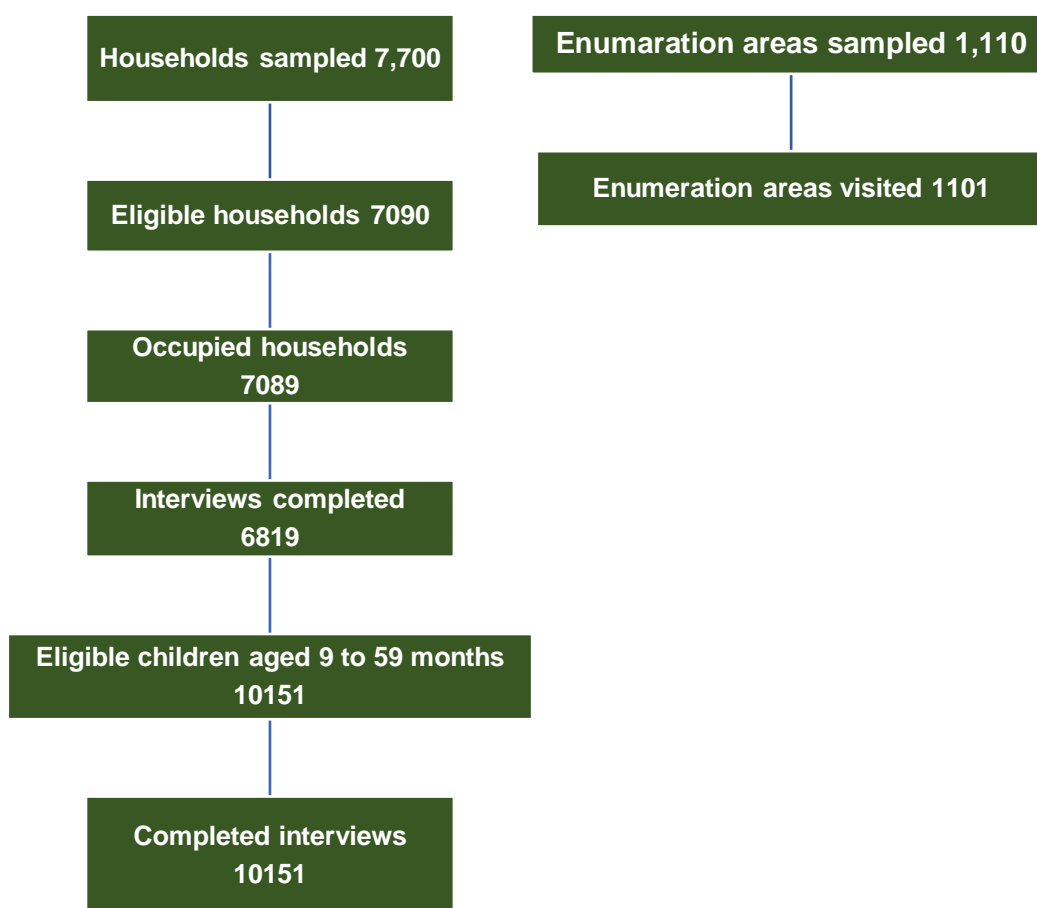 Households sampled 7,700
Eligible households 7090
Occupied households
7089
Interviews completed
6819
Eligible children aged 9 to 59 months
10151
Completed interviews
10151
Enumaration areas sampled 1,110
Enumeration areas visited 1101